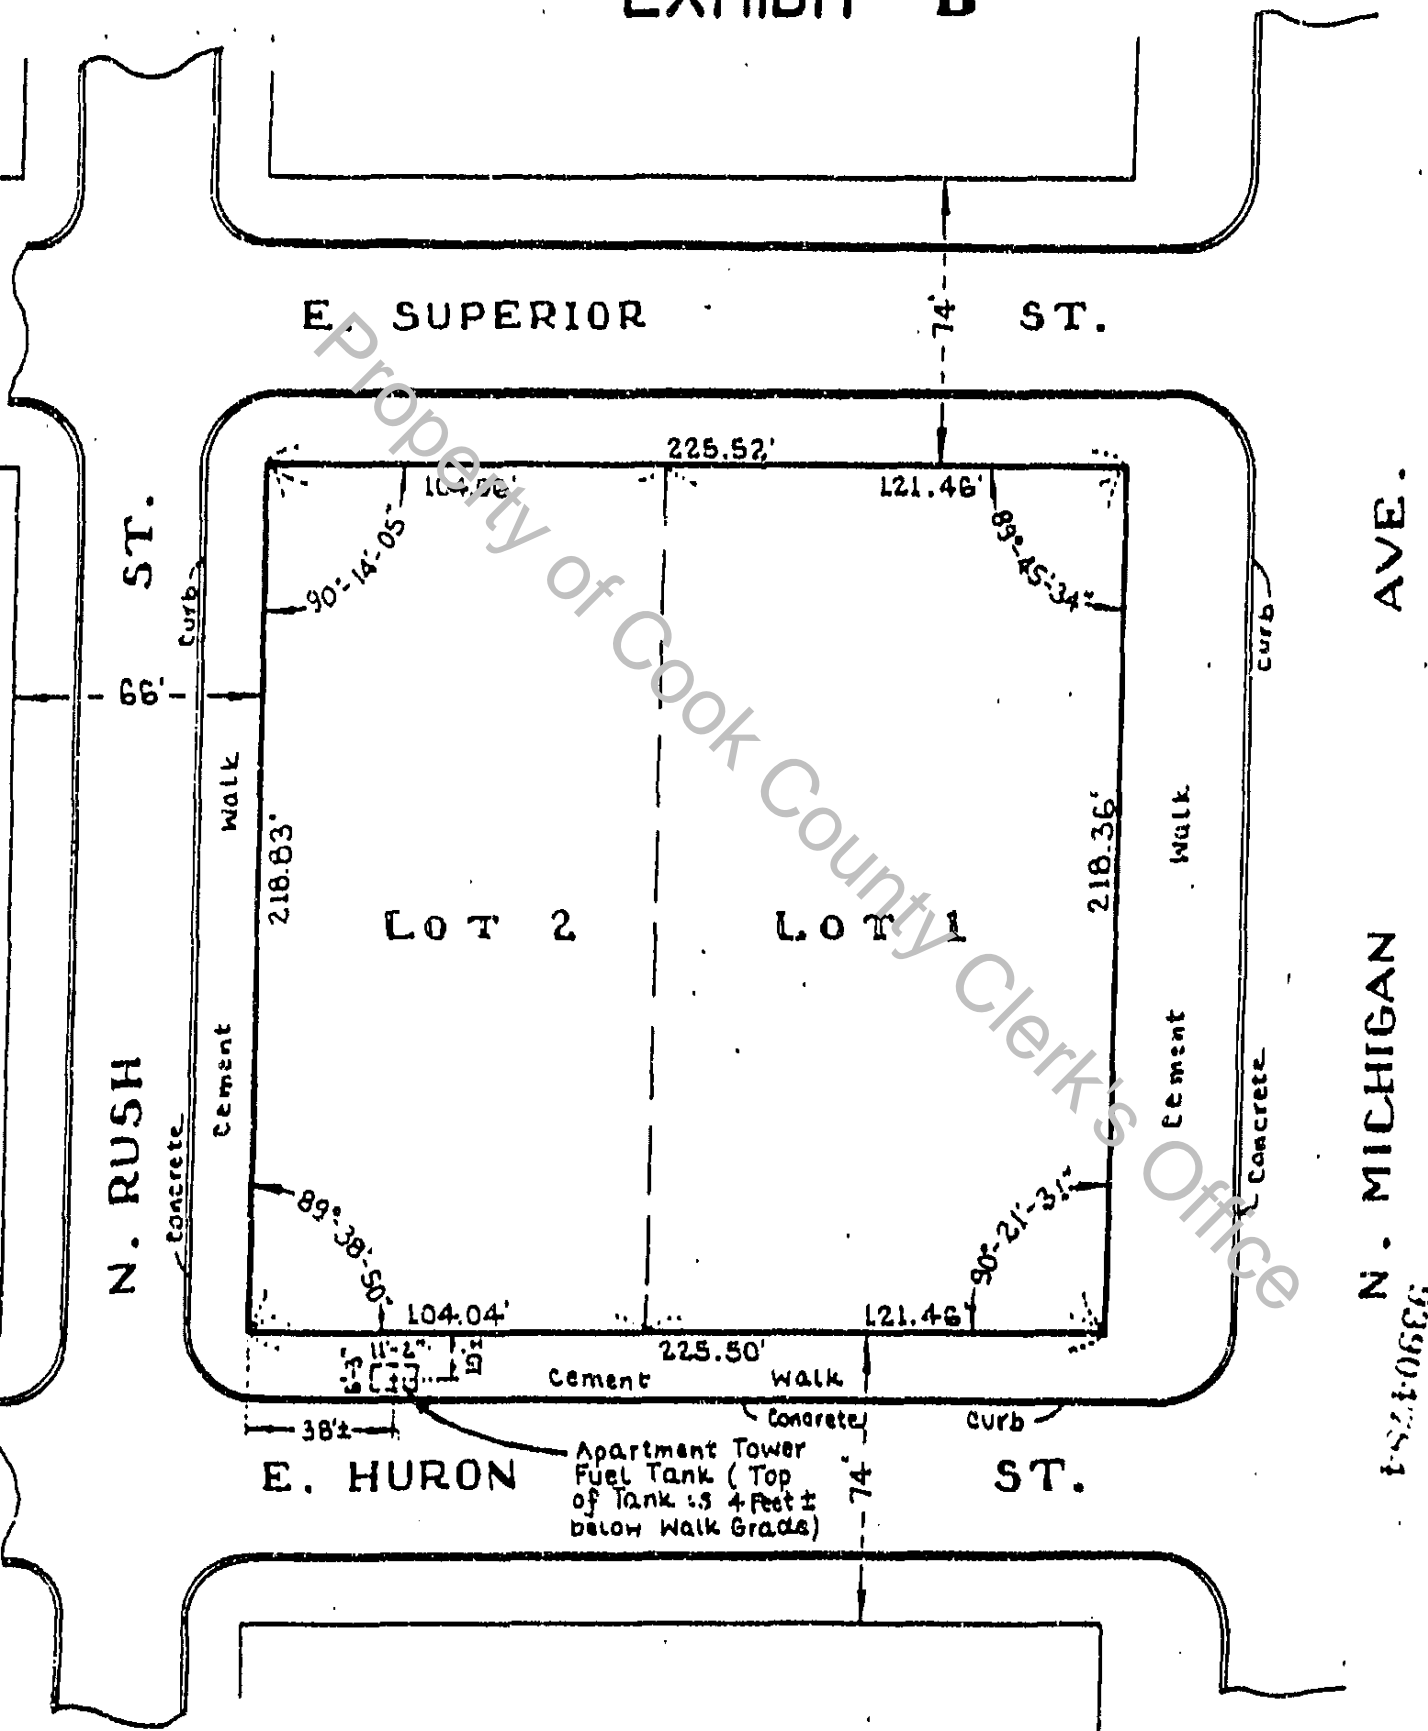 EXHIBIT B
E. SUPERIOR ST.
74'
225.52'
121.46'
90°-14'-05"
89°-45'-34"
N. RUSH ST.
N. MICHIGAN AVE.
Curb
Curb
66'
Walk
Walk
218.83'
218.36'
LOT 2
LOT 1
Cement
Cement
Concrete
Concrete
89°-38'-50"
90°-21'-31"
104.04'
121.46'
225.50'
11'-2"
Cement Walk
Concrete Curb
38'±
Apartment Tower
Fuel Tank (Top
of Tank is 4 Feet ±
below Walk Grade)
74'
E. HURON ST.
Property of Cook County Clerk's Office